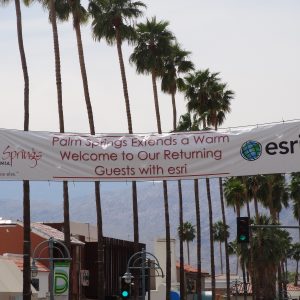 Springs
Palm Springs Extends a Warm
Welcome to Our Returning
Guests with esri
esri